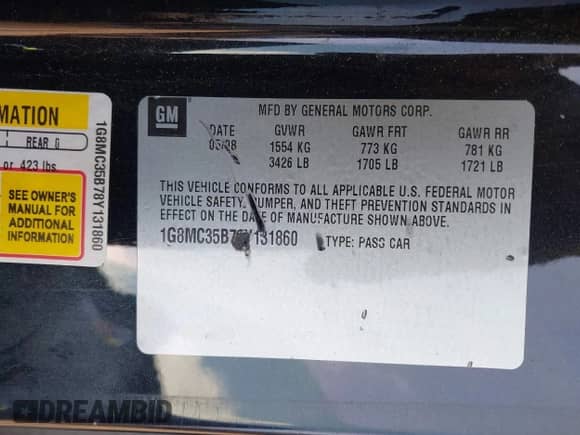 MATION
REAR 0
or 423 lbs.
SEE OWNER'S
MANUAL FOR
ADDITIONAL
INFORMATION
1G8MC35B78Y131860
GM
MFD BY GENERAL MOTORS CORP.
DATE GVWR GAWR FRT GAWR RR
1554 KG 773 KG 781 KG
3426 LB 1705 LB 1721 LB
THIS VEHICLE CONFORMS TO ALL APPLICABLE U.S. FEDERAL MOTOR
VEHICLE SAFETY, BUMPER, AND THEFT PREVENTION STANDARDS IN
EFFECT ON THE DATE OF MANUFACTURE SHOWN ABOVE.
1G8MC35B78Y131860 TYPE: PASS CAR
DREAMBID